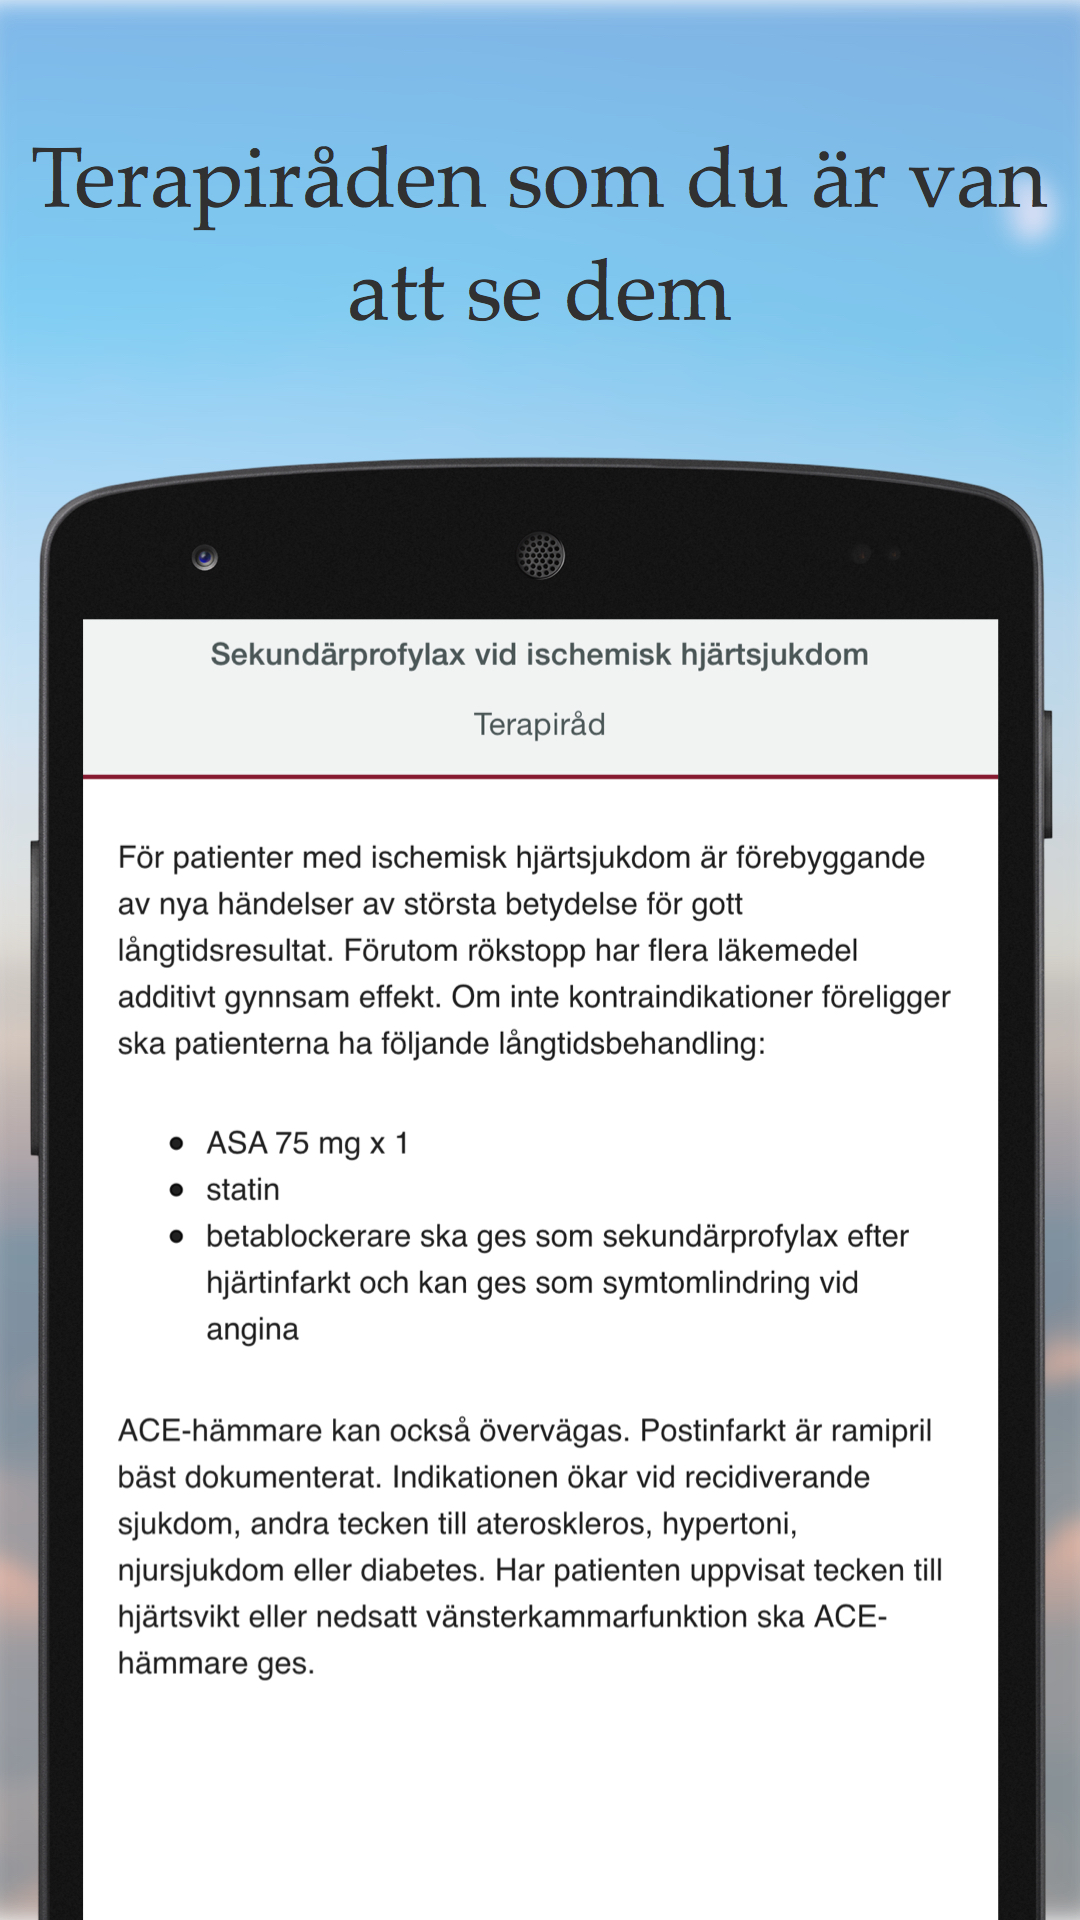 Terapiråden som du är van
att se dem
Sekundärprofylax vid ischemisk hjärtsjukdom
Terapiråd
För patienter med ischemisk hjärtsjukdom är förebyggande
av nya händelser av största betydelse för gott
långtidsresultat. Förutom rökstopp har flera läkemedel
additivt gynnsam effekt. Om inte kontraindikationer föreligger
ska patienterna ha följande långtidsbehandling:
• ASA 75 mg x 1
• statin
• betablockerare ska ges som sekundärprofylax efter
hjärtinfarkt och kan ges som symtomlindring vid
angina
ACE-hämmare kan också övervägas. Postinfarkt är ramipril
bäst dokumenterat. Indikationen ökar vid recidiverande
sjukdom, andra tecken till ateroskleros, hypertoni,
njursjukdom eller diabetes. Har patienten uppvisat tecken till
hjärtsvikt eller nedsatt vänsterkammarfunktion ska ACE-
hämmare ges.